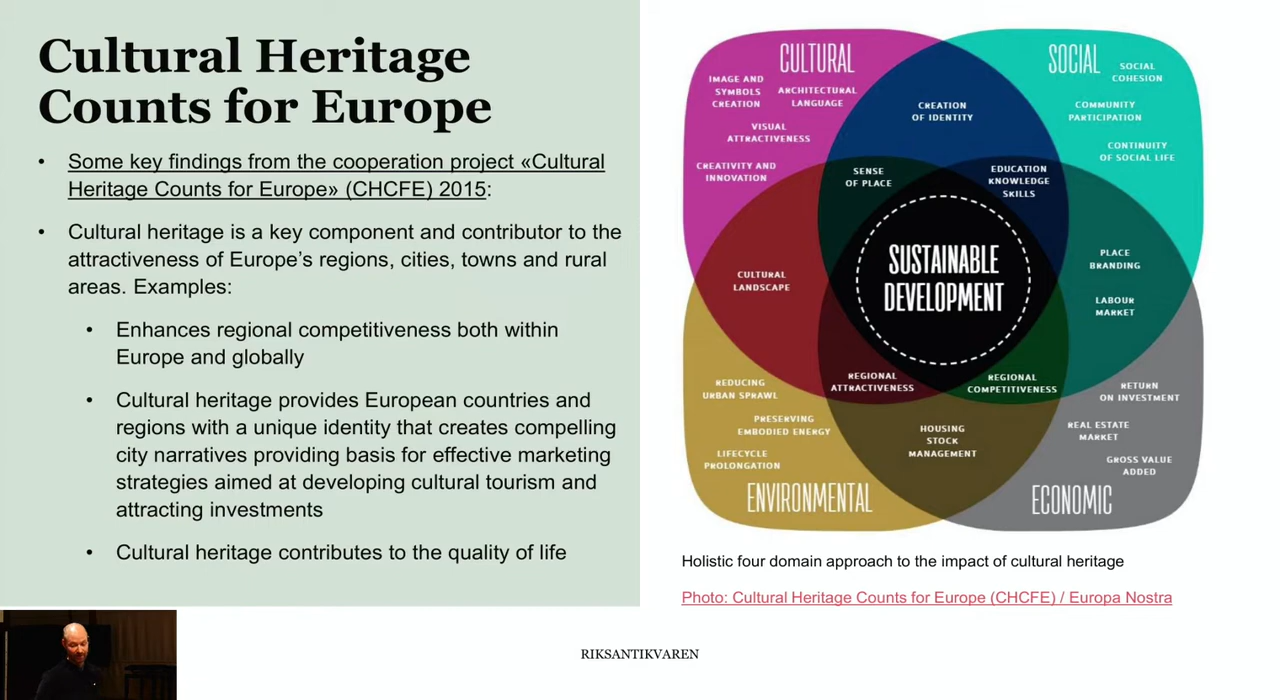 Cultural Heritage
Counts for Europe
• Some key findings from the cooperation project «Cultural
Heritage Counts for Europe» (CHCFE) 2015:
• Cultural heritage is a key component and contributor to the
attractiveness of Europe’s regions, cities, towns and rural
areas. Examples:
• Enhances regional competitiveness both within
Europe and globally
• Cultural heritage provides European countries and
regions with a unique identity that creates compelling
city narratives providing basis for effective marketing
strategies aimed at developing cultural tourism and
attracting investments
• Cultural heritage contributes to the quality of life
CULTURAL
IMAGE AND
SYMBOLS
CREATION
ARCHITECTURAL
LANGUAGE
VISUAL
ATTRACTIVENESS
CREATIVITY AND
INNOVATION
CREATION
OF IDENTITY
SOCIAL
SOCIAL
COHESION
COMMUNITY
PARTICIPATION
CONTINUITY
OF SOCIAL LIFE
SENSE
OF PLACE
EDUCATION
KNOWLEDGE
SKILLS
SUSTAINABLE
DEVELOPMENT
CULTURAL
LANDSCAPE
PLACE
BRANDING
LABOUR
MARKET
REGIONAL
ATTRACTIVENESS
REGIONAL
COMPETITIVENESS
REDUCING
URBAN SPRAWL
PRESERVING
EMBODIED ENERGY
LIFECYCLE
PROLONGATION
ENVIRONMENTAL
HOUSING
STOCK
MANAGEMENT
RETURN
ON INVESTMENT
REAL ESTATE
MARKET
GROSS VALUE
ADDED
ECONOMIC
Holistic four domain approach to the impact of cultural heritage
Photo: Cultural Heritage Counts for Europe (CHCFE) / Europa Nostra
RIKSANTIKVAREN